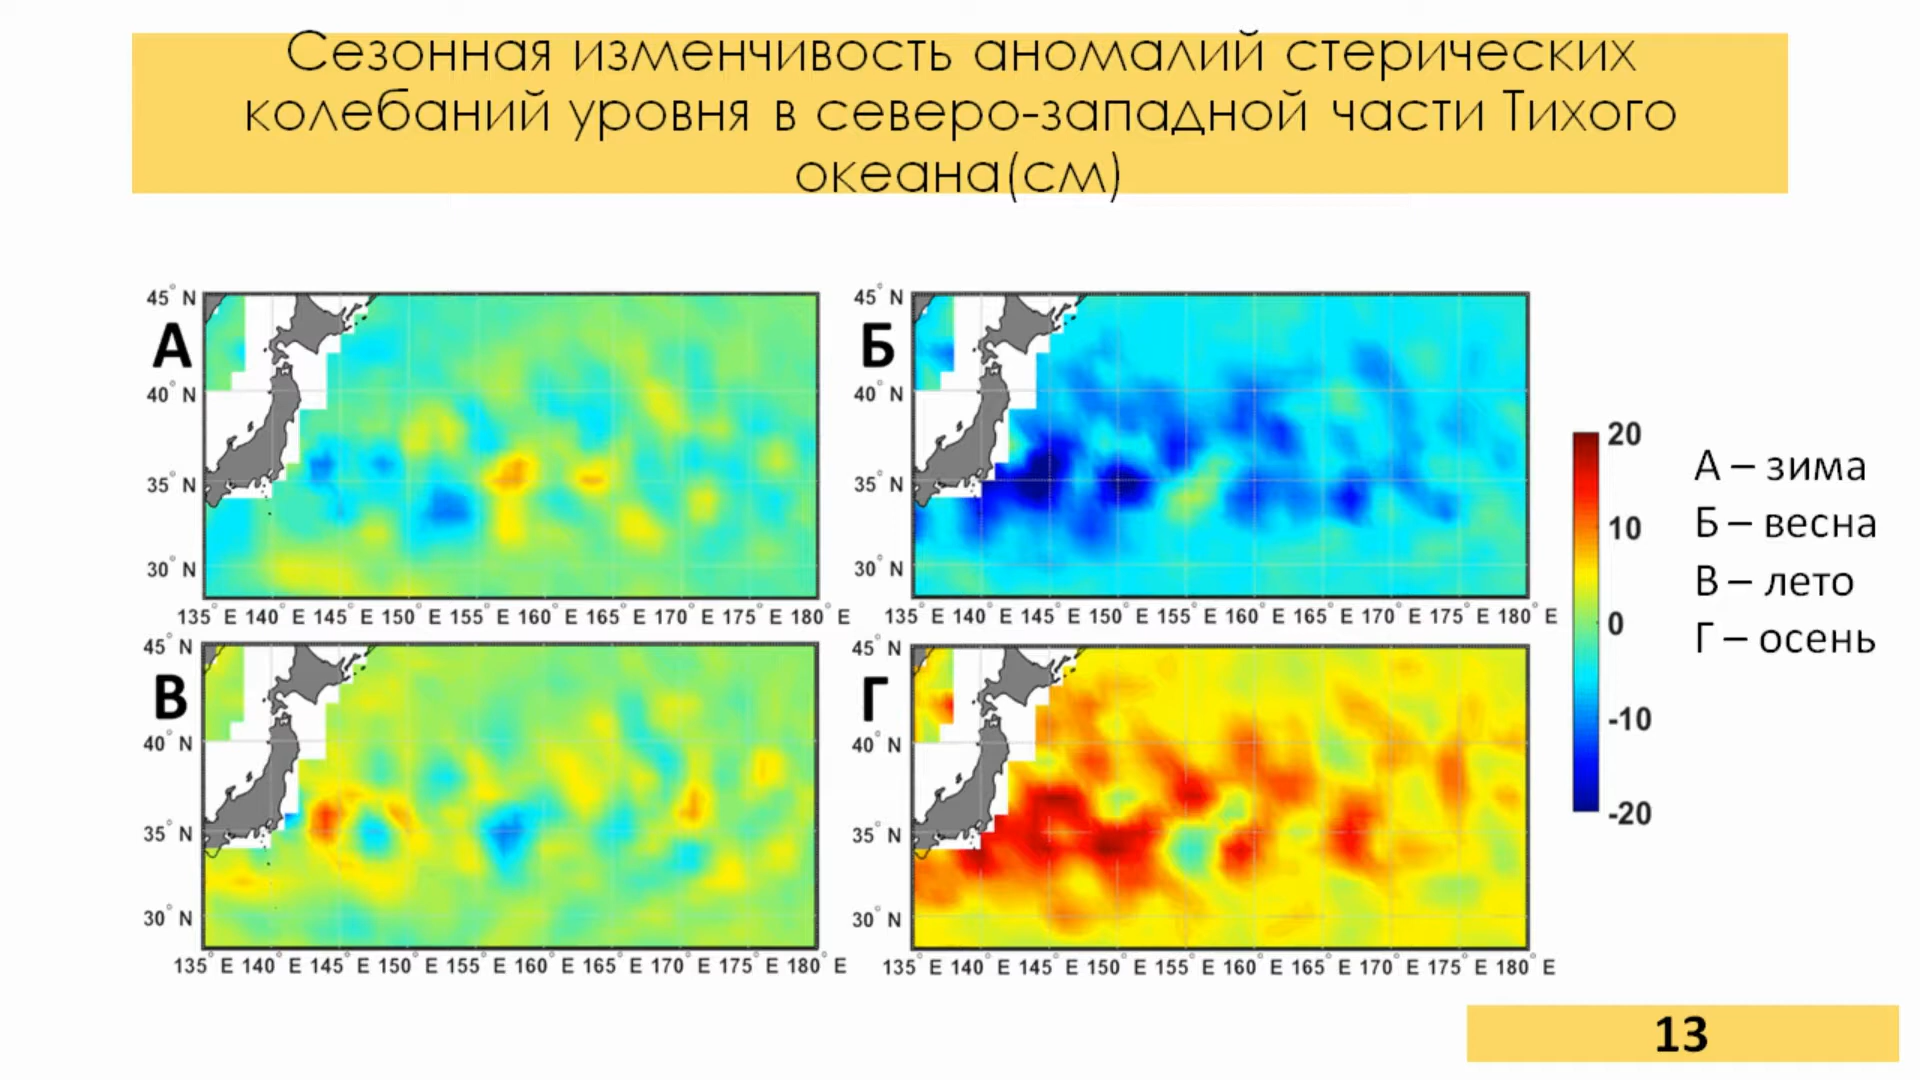 Сезонная изменчивость аномалий стерических
колебаний уровня в северо-западной части Тихого
океана(см)
А
45° N
40° N
35° N
30° N
135° E 140° E 145° E 150° E 155° E 160° E 165° E 170° E 175° E 180° E
Б
45° N
40° N
35° N
30° N
135° E 140° E 145° E 150° E 155° E 160° E 165° E 170° E 175° E 180° E
В
45° N
40° N
35° N
30° N
135° E 140° E 145° E 150° E 155° E 160° E 165° E 170° E 175° E 180° E
Г
45° N
40° N
35° N
30° N
135° E 140° E 145° E 150° E 155° E 160° E 165° E 170° E 175° E 180° E
20
10
0
-10
-20
А – зима
Б – весна
В – лето
Г – осень
13